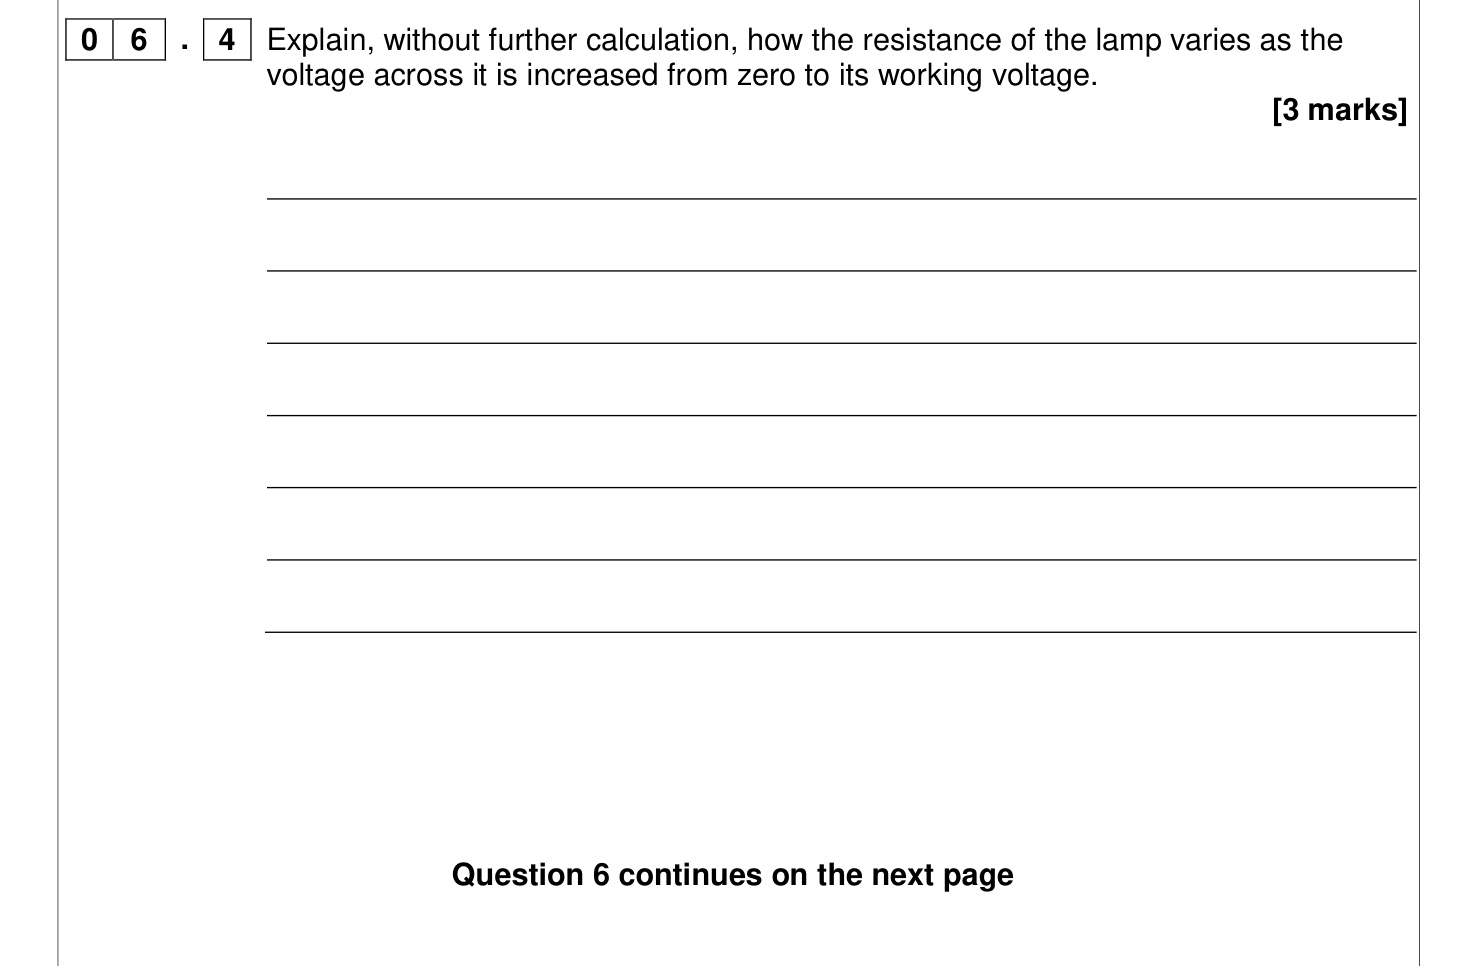 0 6 . 4 Explain, without further calculation, how the resistance of the lamp varies as the
voltage across it is increased from zero to its working voltage.
[3 marks]
Question 6 continues on the next page